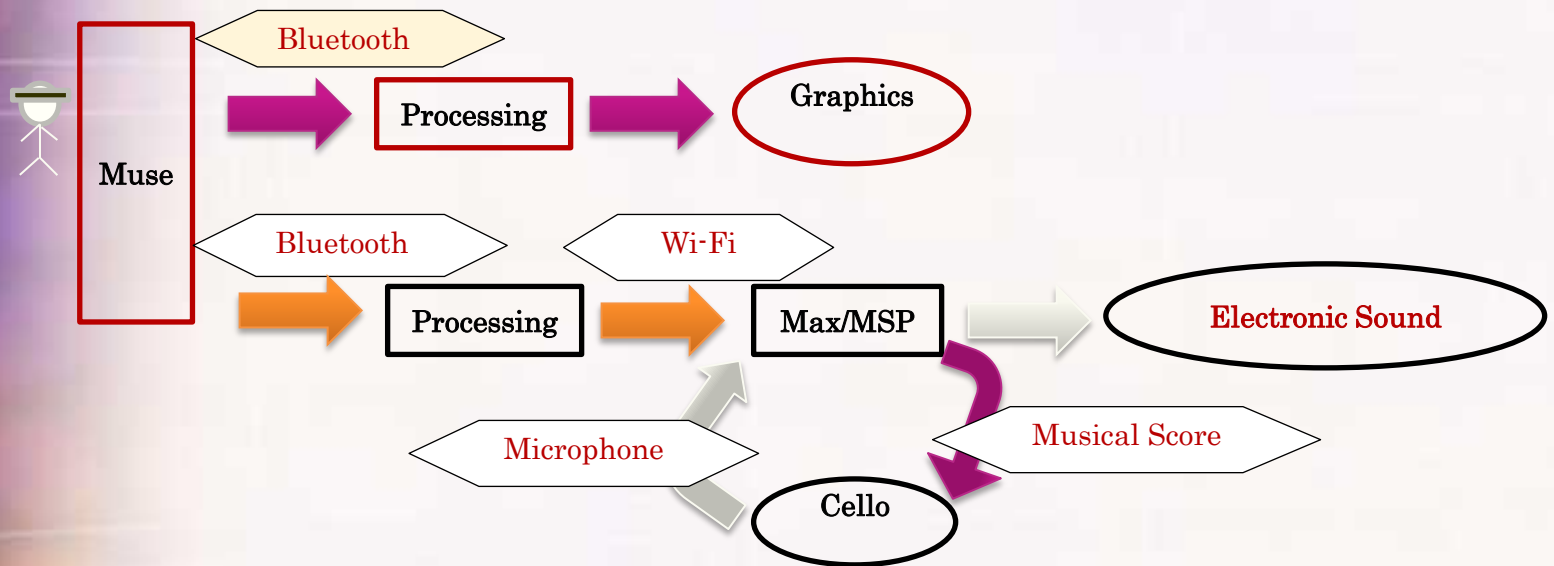 Bluetooth
Processing
Graphics
Muse
Bluetooth
Wi-Fi
Processing
Max/MSP
Electronic Sound
Microphone
Musical Score
Cello